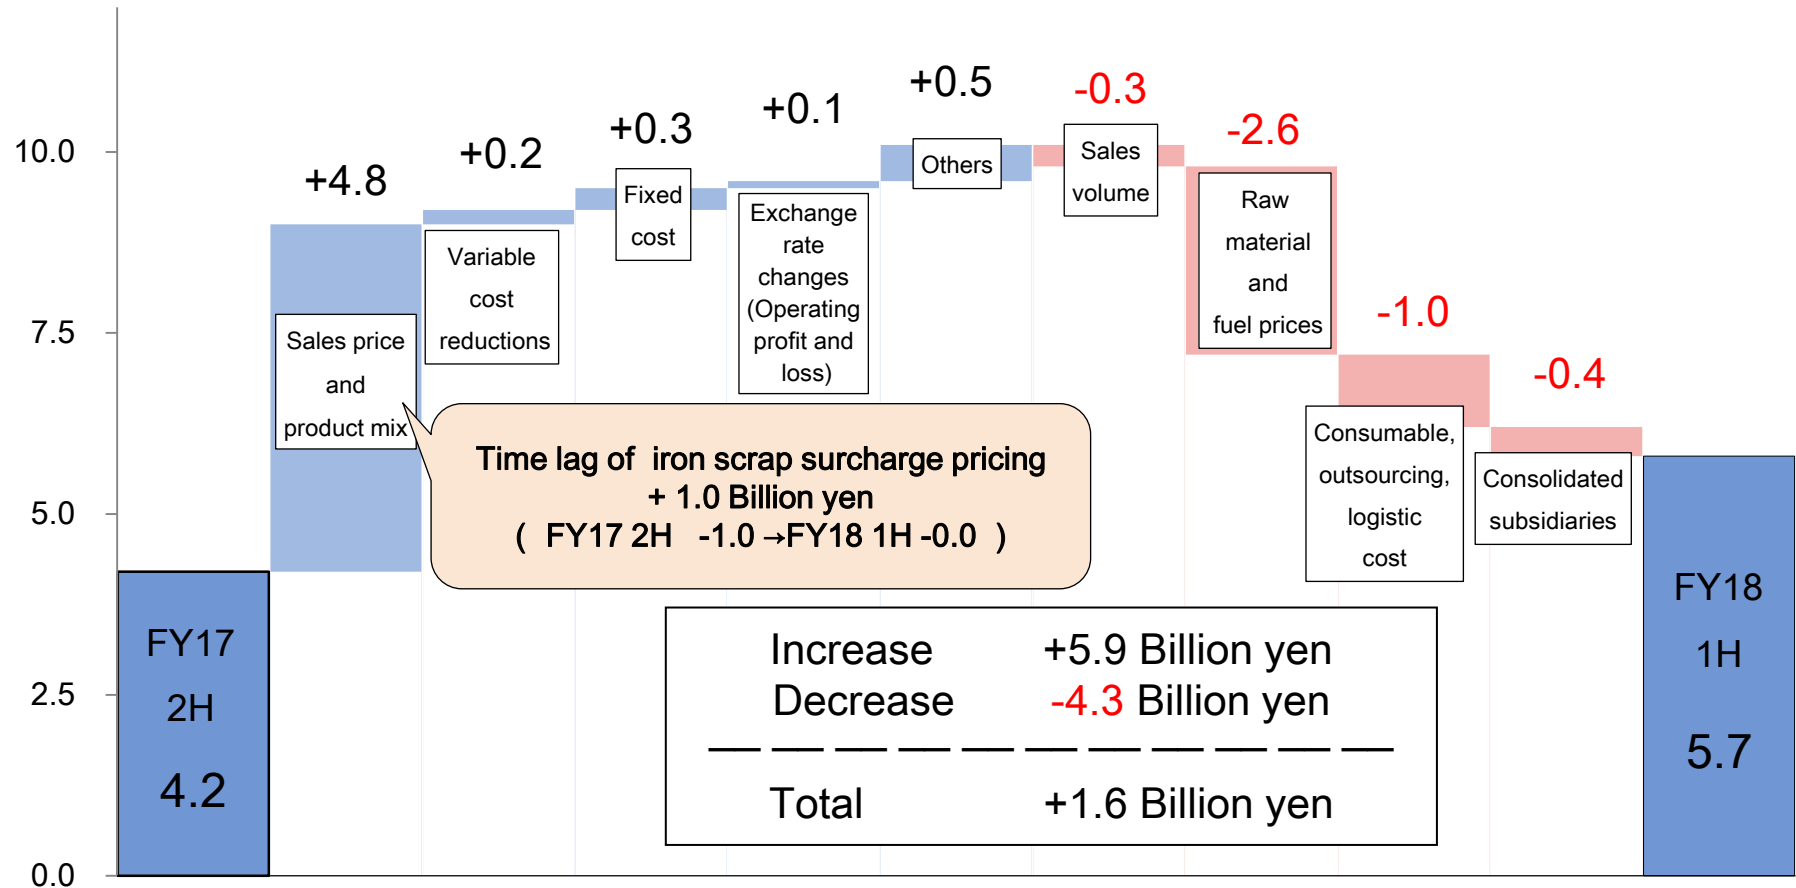 10.0
7.5
5.0
2.5
0.0
FY17
2H
4.2
+4.8
Sales price
and
product mix
+0.2
Variable
cost
reductions
+0.3
Fixed
cost
+0.1
Exchange
rate
changes
(Operating
profit and
loss)
+0.5
Others
-0.3
Sales
volume
-2.6
Raw
material
and
fuel prices
-1.0
Consumable,
outsourcing,
logistic
cost
-0.4
Consolidated
subsidiaries
FY18
1H
5.7
Time lag of iron scrap surcharge pricing
+ 1.0 Billion yen
( FY17 2H -1.0 →FY18 1H -0.0 )
Increase +5.9 Billion yen
Decrease -4.3 Billion yen
Total +1.6 Billion yen